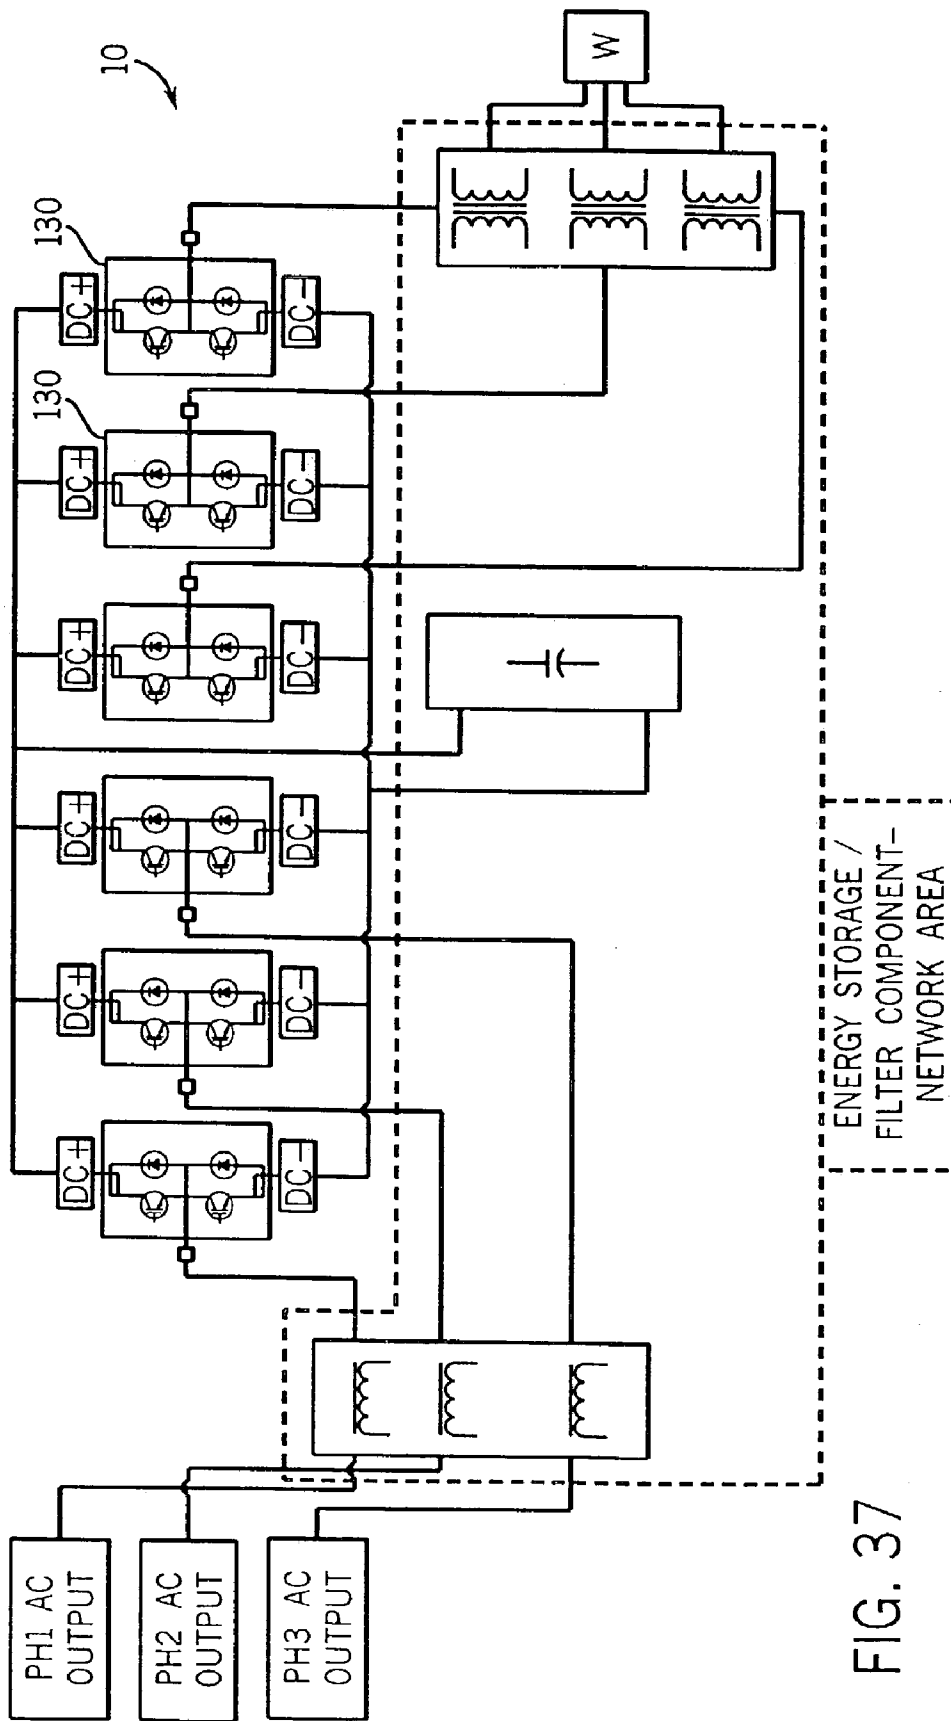 10
130
130
DC+
DC+
DC+
DC+
DC+
DC+
DC−
DC−
DC−
DC−
DC−
DC−
W
PH1 AC
OUTPUT
PH2 AC
OUTPUT
PH3 AC
OUTPUT
ENERGY STORAGE /
FILTER COMPONENT–
NETWORK AREA
FIG. 37